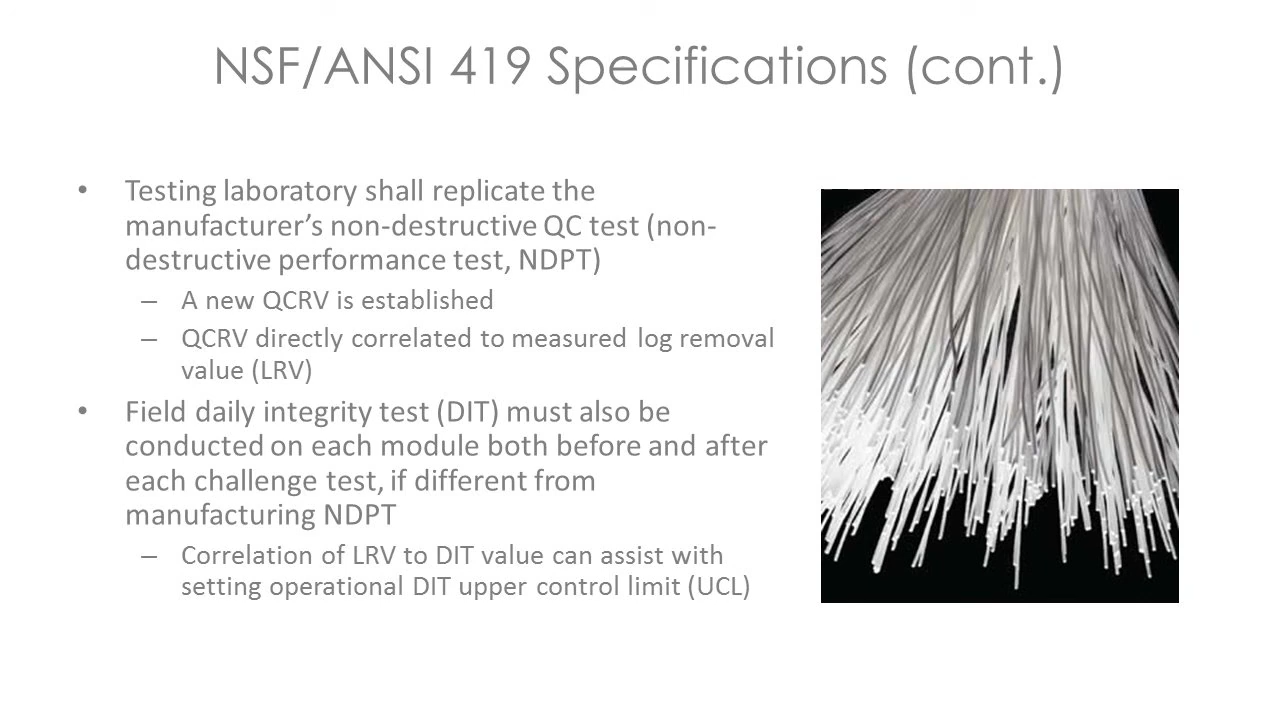 NSF/ANSI 419 Specifications (cont.)
• Testing laboratory shall replicate the
manufacturer’s non-destructive QC test (non-
destructive performance test, NDPT)
– A new QCRV is established
– QCRV directly correlated to measured log removal
value (LRV)
• Field daily integrity test (DIT) must also be
conducted on each module both before and after
each challenge test, if different from
manufacturing NDPT
– Correlation of LRV to DIT value can assist with
setting operational DIT upper control limit (UCL)